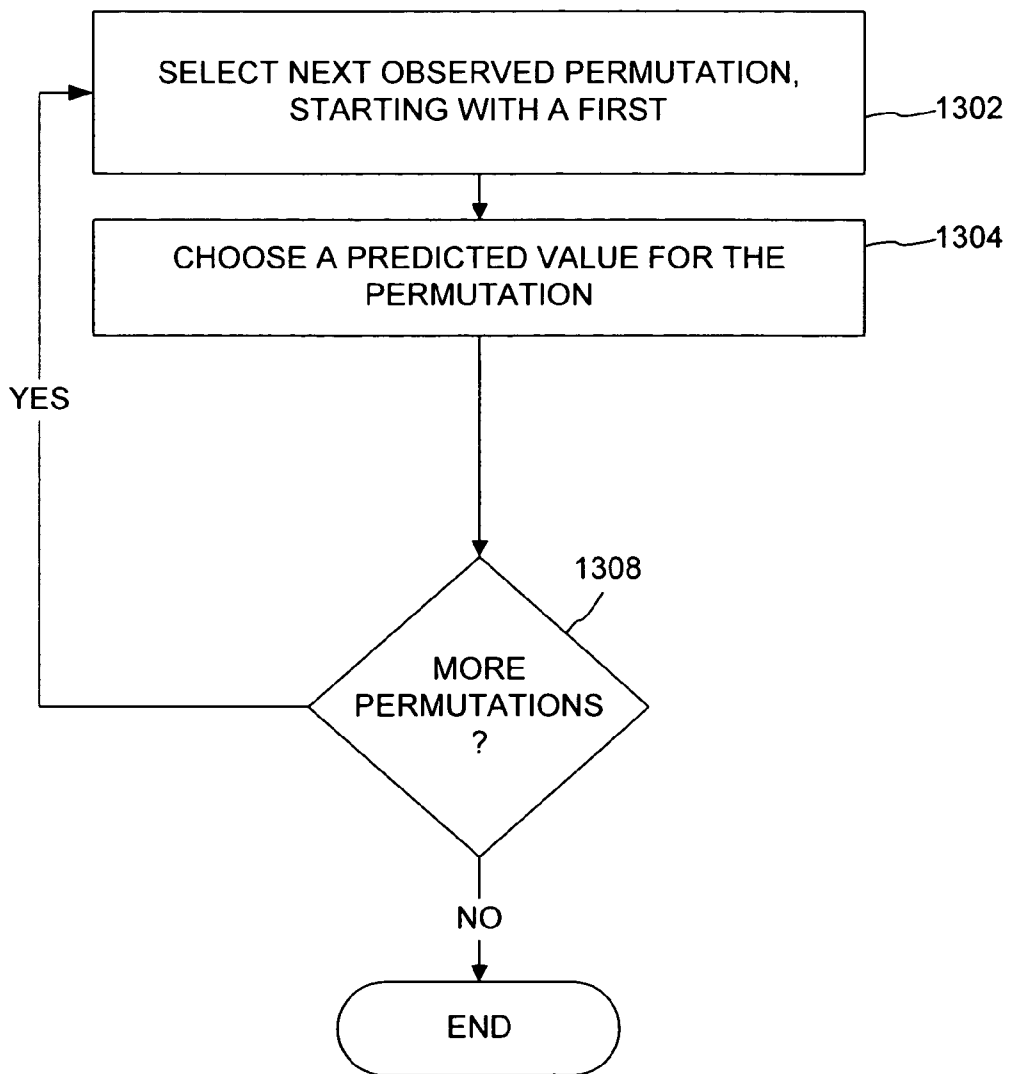 SELECT NEXT OBSERVED PERMUTATION,
STARTING WITH A FIRST
1302
CHOOSE A PREDICTED VALUE FOR THE
PERMUTATION
1304
YES
1308
MORE
PERMUTATIONS
?
NO
END